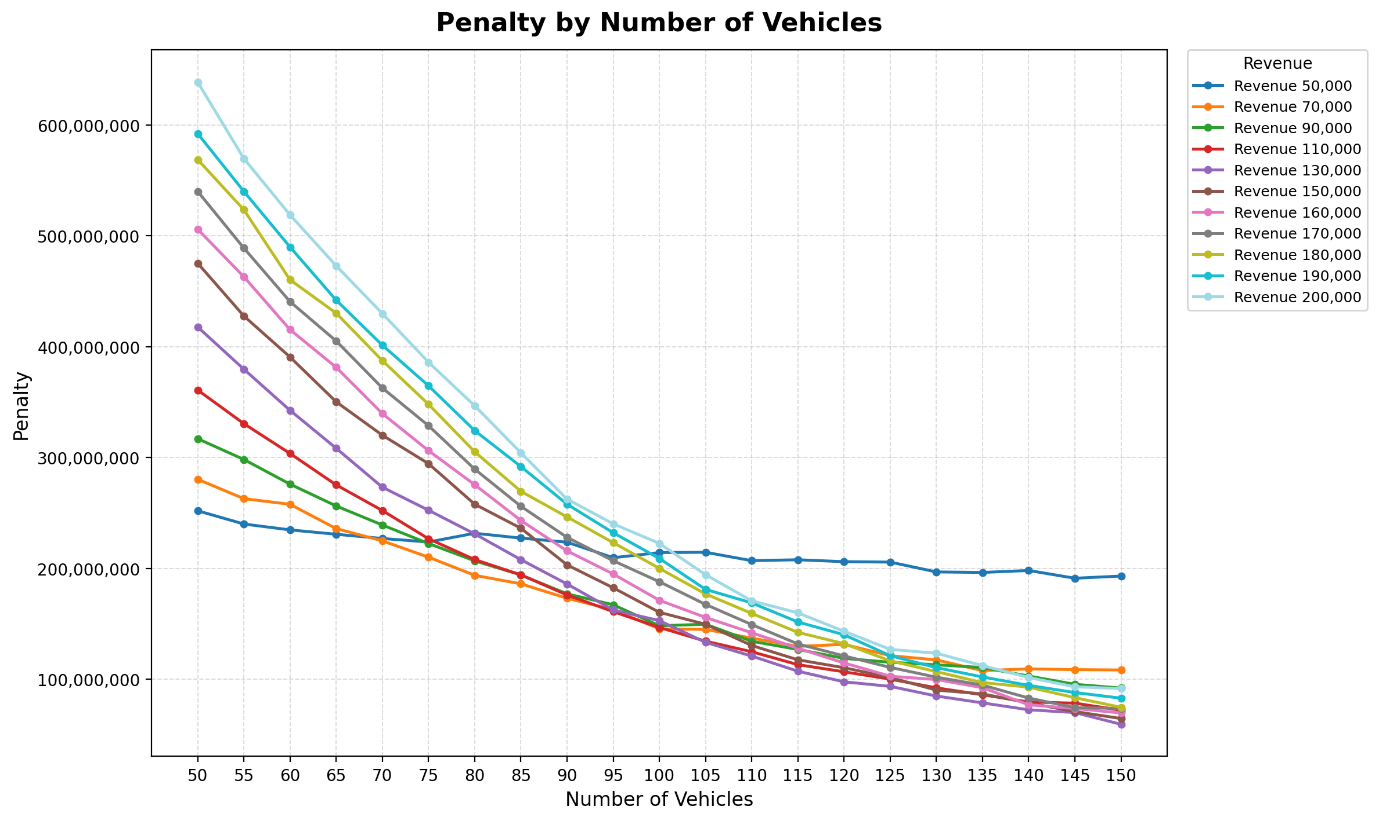 Penalty by Number of Vehicles
Penalty
600,000,000
500,000,000
400,000,000
300,000,000
200,000,000
100,000,000
50 55 60 65 70 75 80 85 90 95 100 105 110 115 120 125 130 135 140 145 150
Number of Vehicles
Revenue
Revenue 50,000
Revenue 70,000
Revenue 90,000
Revenue 110,000
Revenue 130,000
Revenue 150,000
Revenue 160,000
Revenue 170,000
Revenue 180,000
Revenue 190,000
Revenue 200,000